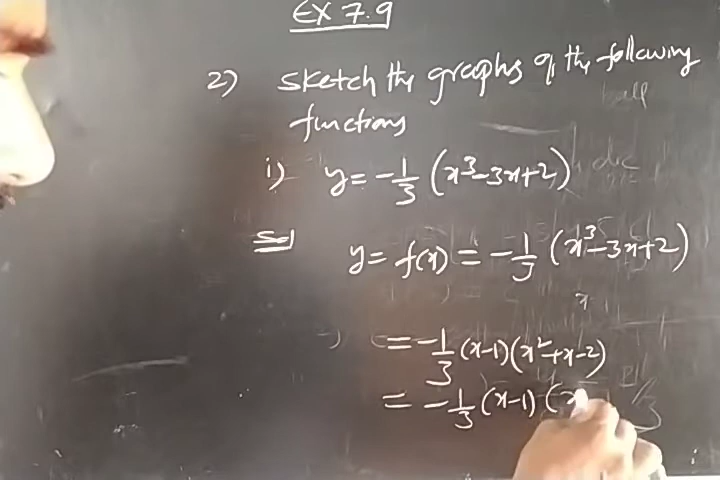 EX 7.9
2) Sketch the graphs of the following
functions
i) y = -1/3 (x³-3x+2)
Sol
y = f(x) = -1/3 (x³-3x+2)
= -1/3 (x-1)(x²+x-2)
= -1/3 (x-1)(x